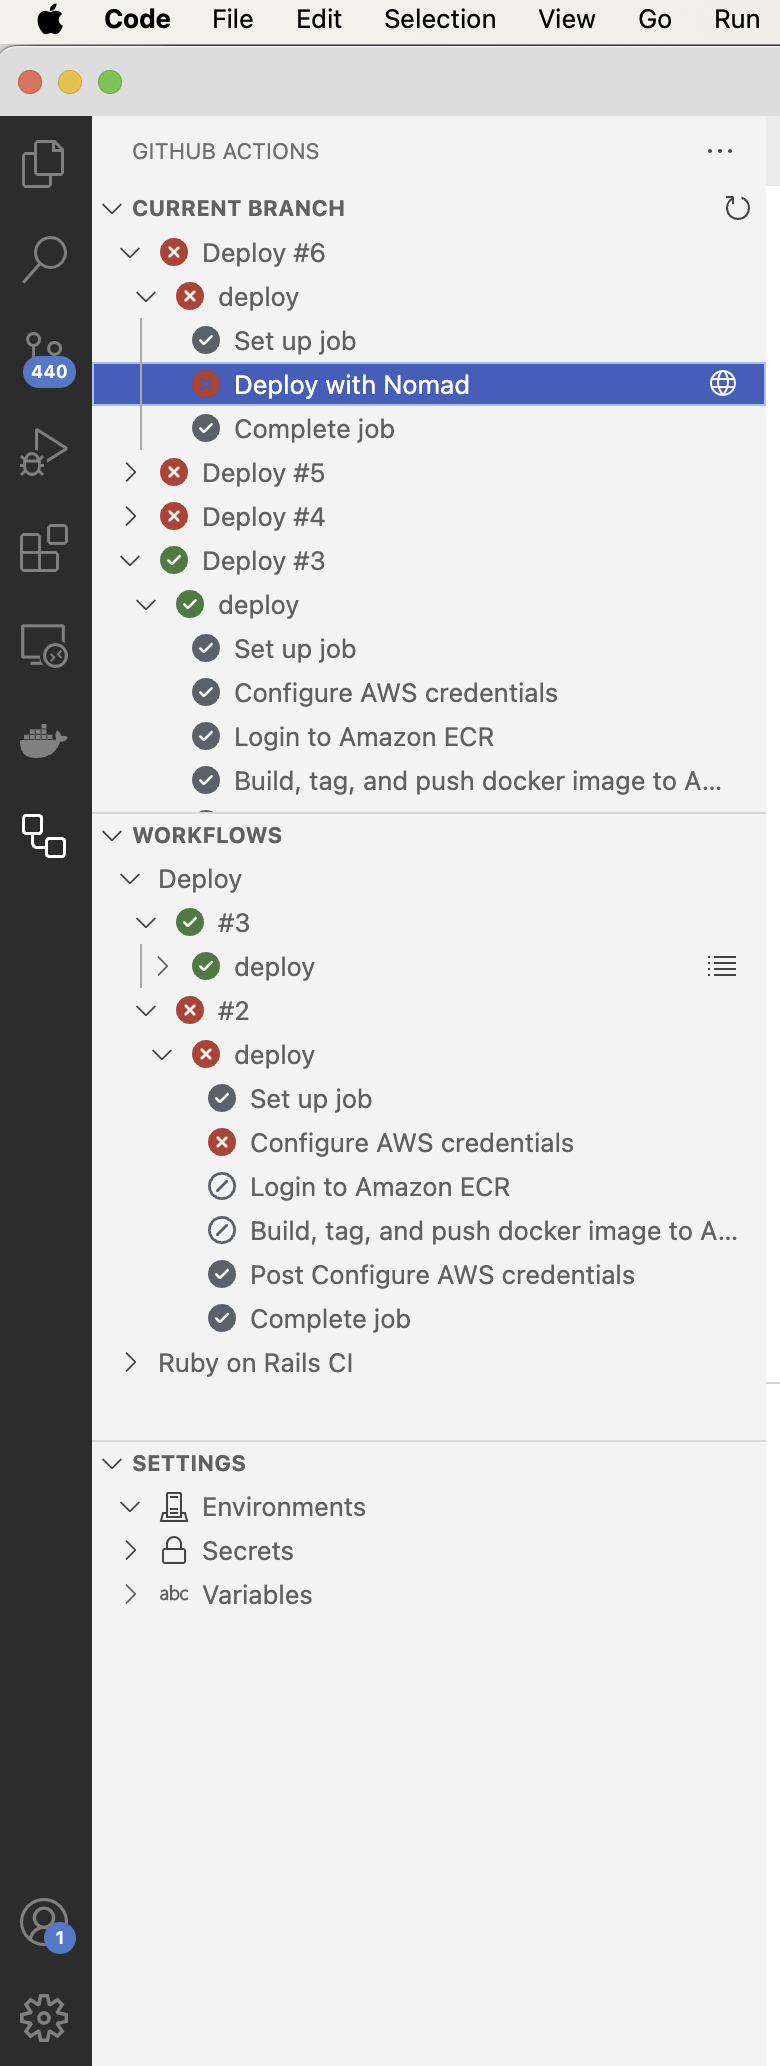 Code File Edit Selection View Go Run
GITHUB ACTIONS
CURRENT BRANCH
Deploy #6
deploy
Set up job
440
Deploy with Nomad
Complete job
Deploy #5
Deploy #4
Deploy #3
deploy
Set up job
Configure AWS credentials
Login to Amazon ECR
Build, tag, and push docker image to A...
WORKFLOWS
Deploy
#3
deploy
#2
deploy
Set up job
Configure AWS credentials
Login to Amazon ECR
Build, tag, and push docker image to A...
Post Configure AWS credentials
Complete job
Ruby on Rails CI
SETTINGS
Environments
Secrets
abc Variables
1